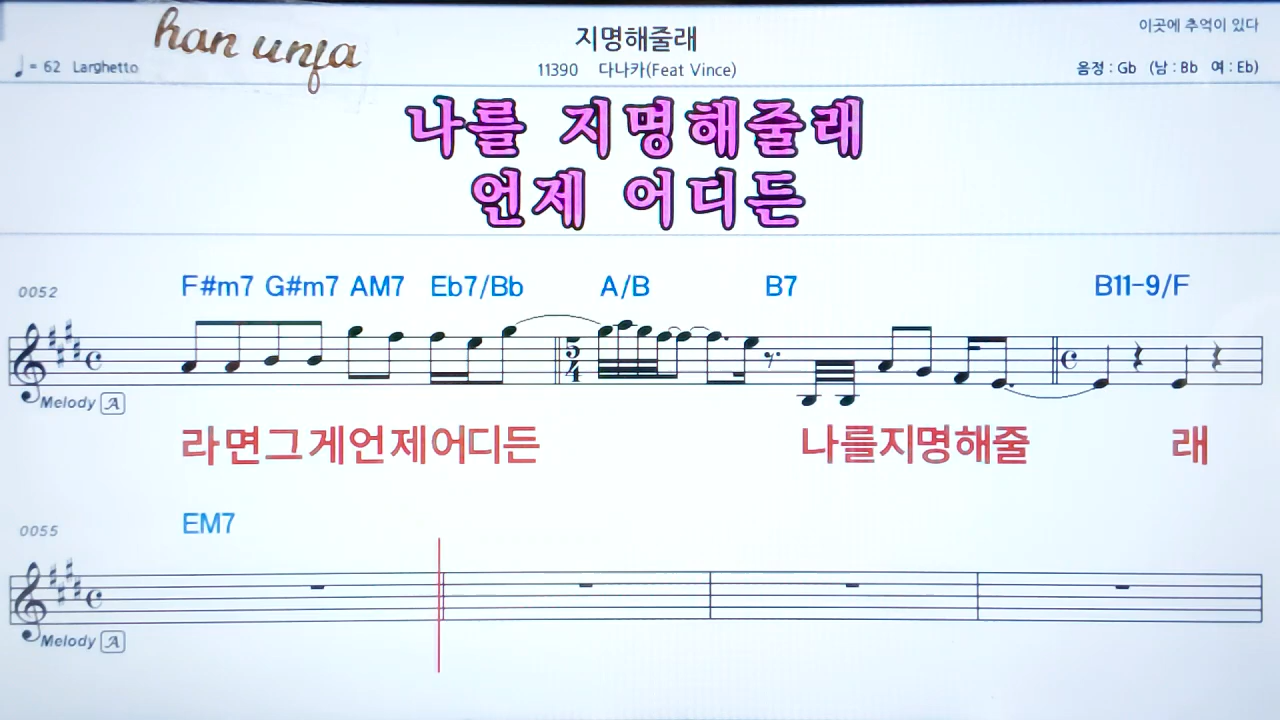 han unja
지명해줄래
이곳에 추억이 있다
♩= 62 Larghetto
11390 다나카(Feat Vince)
음정 : Gb (남 : Bb 여 : Eb)
나를 지명해줄래
언제 어디든
0052
F#m7 G#m7 AM7 Eb7/Bb A/B B7 B11-9/F
5
4
Melody A
라면그게언제어디든 나를지명해줄 래
0055
EM7
Melody A